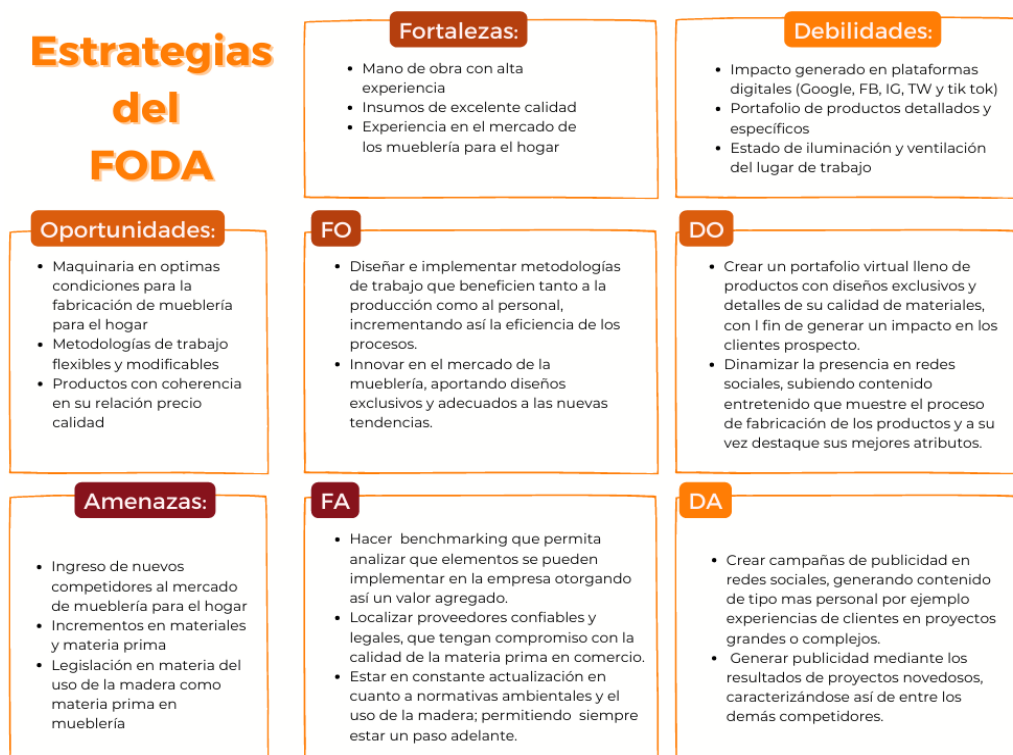 Estrategias
del
FODA
Fortalezas:
• Mano de obra con alta
experiencia
• Insumos de excelente calidad
• Experiencia en el mercado de
los mueblería para el hogar
Debilidades:
• Impacto generado en plataformas
digitales (Google, FB, IG, TW y tik tok)
• Portafolio de productos detallados y
específicos
• Estado de iluminación y ventilación
del lugar de trabajo
Oportunidades:
• Maquinaria en optimas
condiciones para la
fabricación de mueblería
para el hogar
• Metodologías de trabajo
flexibles y modificables
• Productos con coherencia
en su relación precio
calidad
FO
• Diseñar e implementar metodologías
de trabajo que beneficien tanto a la
producción como al personal,
incrementando así la eficiencia de los
procesos.
• Innovar en el mercado de la
mueblería, aportando diseños
exclusivos y adecuados a las nuevas
tendencias.
DO
• Crear un portafolio virtual lleno de
productos con diseños exclusivos y
detalles de su calidad de materiales,
con l fin de generar un impacto en los
clientes prospecto.
• Dinamizar la presencia en redes
sociales, subiendo contenido
entretenido que muestre el proceso
de fabricación de los productos y a su
vez destaque sus mejores atributos.
Amenazas:
• Ingreso de nuevos
competidores al mercado
de mueblería para el hogar
• Incrementos en materiales
y materia prima
• Legislación en materia del
uso de la madera como
materia prima en
mueblería
FA
• Hacer benchmarking que permita
analizar que elementos se pueden
implementar en la empresa otorgando
así un valor agregado.
• Localizar proveedores confiables y
legales, que tengan compromiso con la
calidad de la materia prima en comercio.
• Estar en constante actualización en
cuanto a normativas ambientales y el
uso de la madera; permitiendo siempre
estar un paso adelante.
DA
• Crear campañas de publicidad en
redes sociales, generando contenido
de tipo mas personal por ejemplo
experiencias de clientes en proyectos
grandes o complejos.
• Generar publicidad mediante los
resultados de proyectos novedosos,
caracterizándose así de entre los
demás competidores.